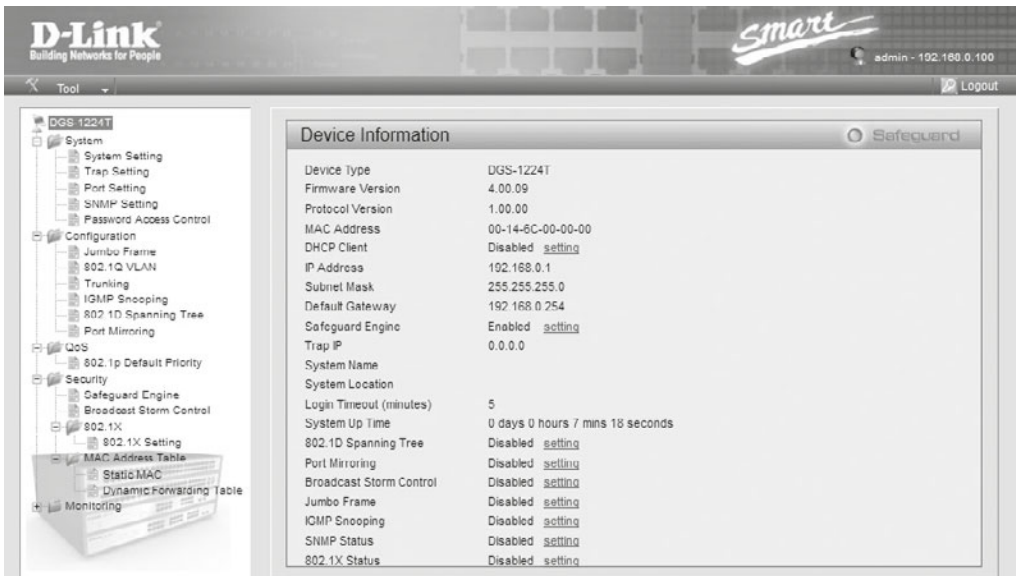 D-Link
Building Networks for People
Smart
admin - 192.168.0.100
Tool
Logout
DGS-1224T
System
System Setting
Trap Setting
Port Setting
SNMP Setting
Password Access Control
Configuration
Jumbo Frame
802.1Q VLAN
Trunking
IGMP Snooping
802.1D Spanning Tree
Port Mirroring
QoS
802.1p Default Priority
Security
Safeguard Engine
Broadcast Storm Control
802.1X
802.1X Setting
MAC Address Table
Static MAC
Dynamic Forwarding Table
Monitoring
Device Information
Safeguard
Device Type DGS-1224T
Firmware Version 4.00.09
Protocol Version 1.00.00
MAC Address 00-14-6C-00-00-00
DHCP Client Disabled setting
IP Address 192.168.0.1
Subnet Mask 255.255.255.0
Default Gateway 192.168.0.254
Safeguard Engine Enabled setting
Trap IP 0.0.0.0
System Name
System Location
Login Timeout (minutes) 5
System Up Time 0 days 0 hours 7 mins 18 seconds
802.1D Spanning Tree Disabled setting
Port Mirroring Disabled setting
Broadcast Storm Control Disabled setting
Jumbo Frame Disabled setting
IGMP Snooping Disabled setting
SNMP Status Disabled setting
802.1X Status Disabled setting